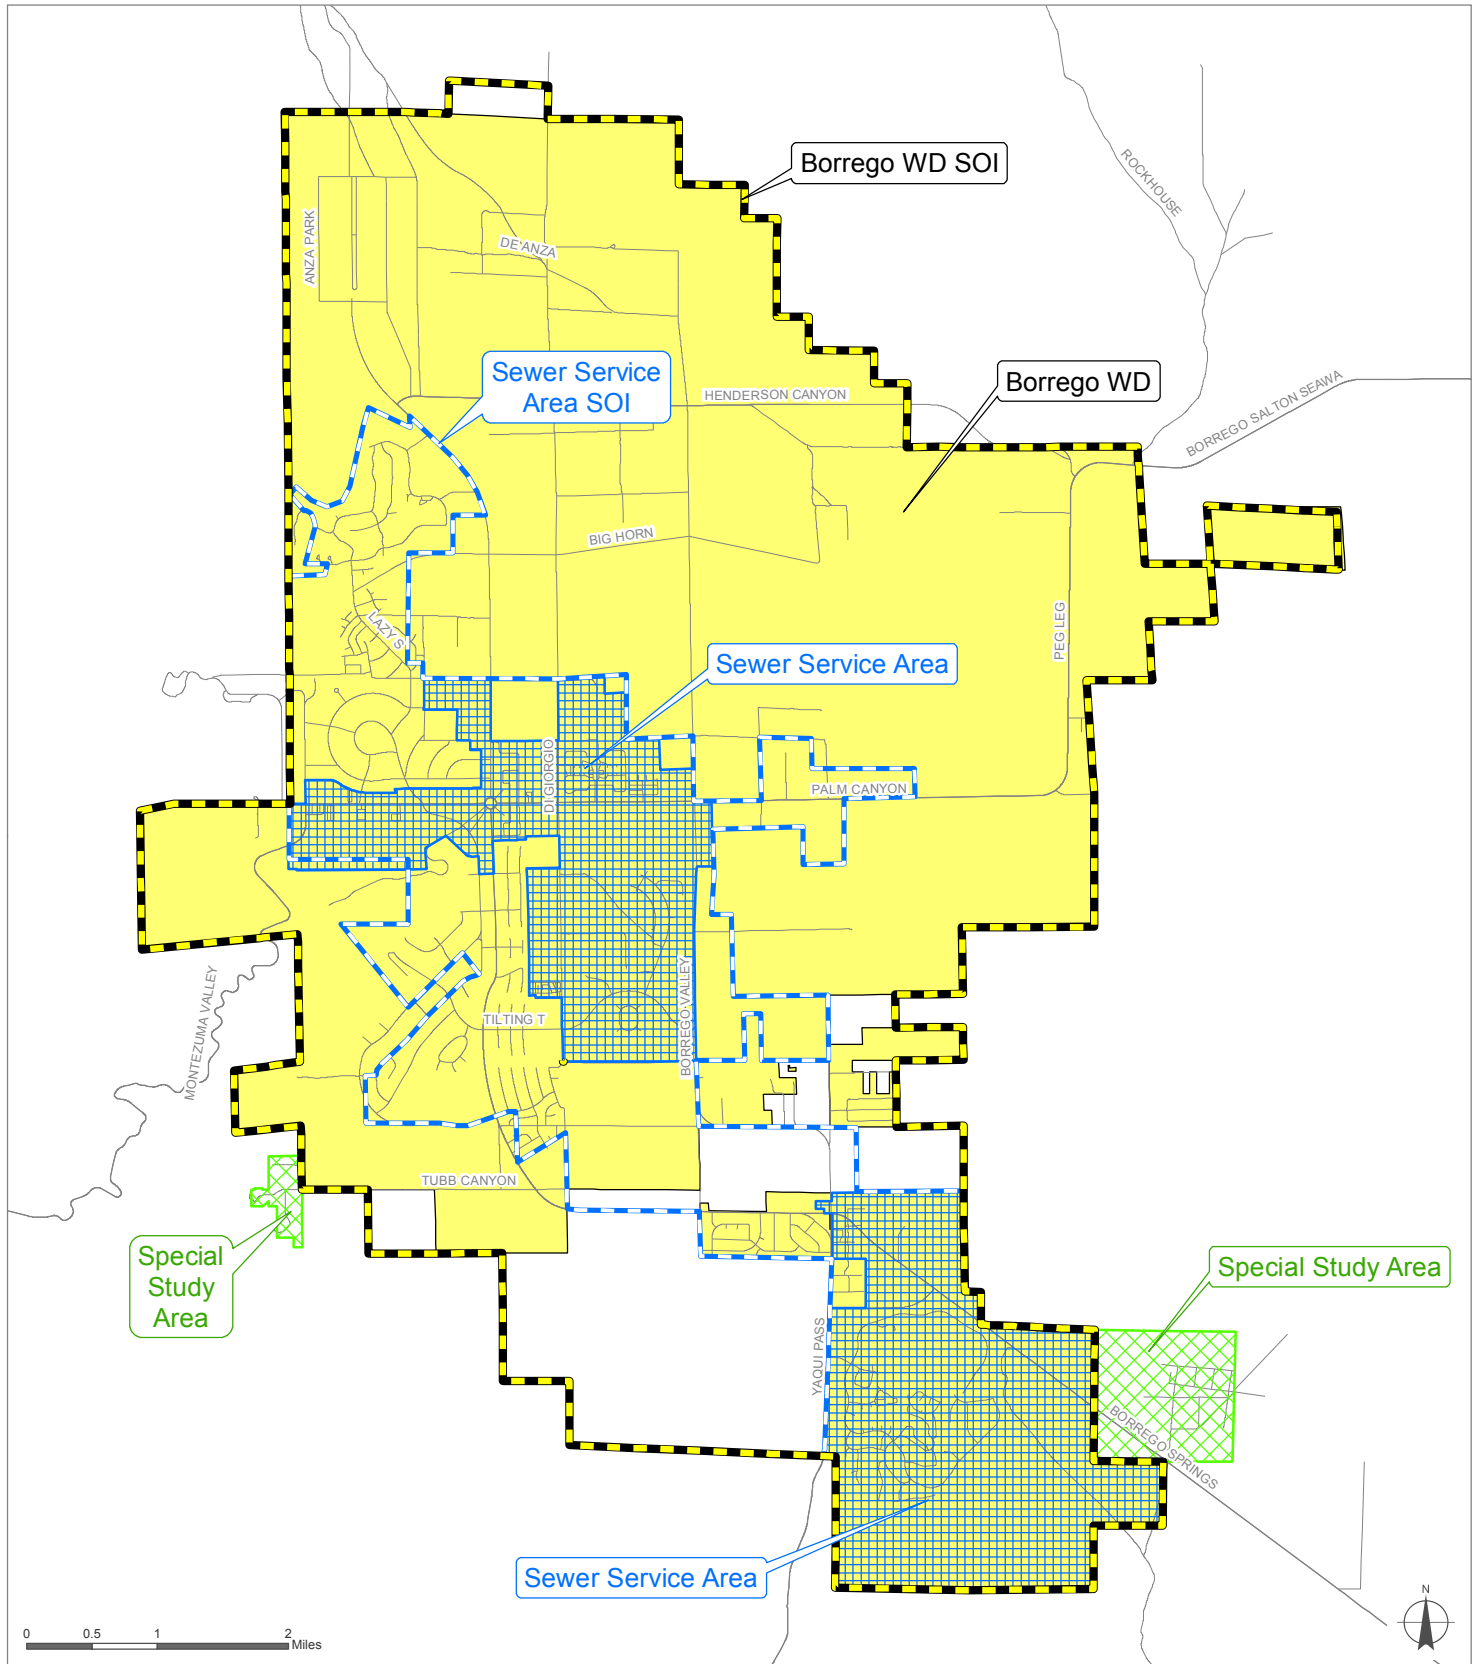 Borrego WD SOI
ROCKHOUSE
ANZA PARK
DE ANZA
Sewer Service
Area SOI
Borrego WD
HENDERSON CANYON
BORREGO SALTON SEAWA
BIG HORN
LAZY S
PEG LEG
Sewer Service Area
DI GIORGIO
PALM CANYON
BORREGO VALLEY
MONTEZUMA VALLEY
TILTING T
TUBB CANYON
Special
Study
Area
Special Study Area
YAQUI PASS
BORREGO SPRINGS
Sewer Service Area
N
0 0.5 1 2
Miles